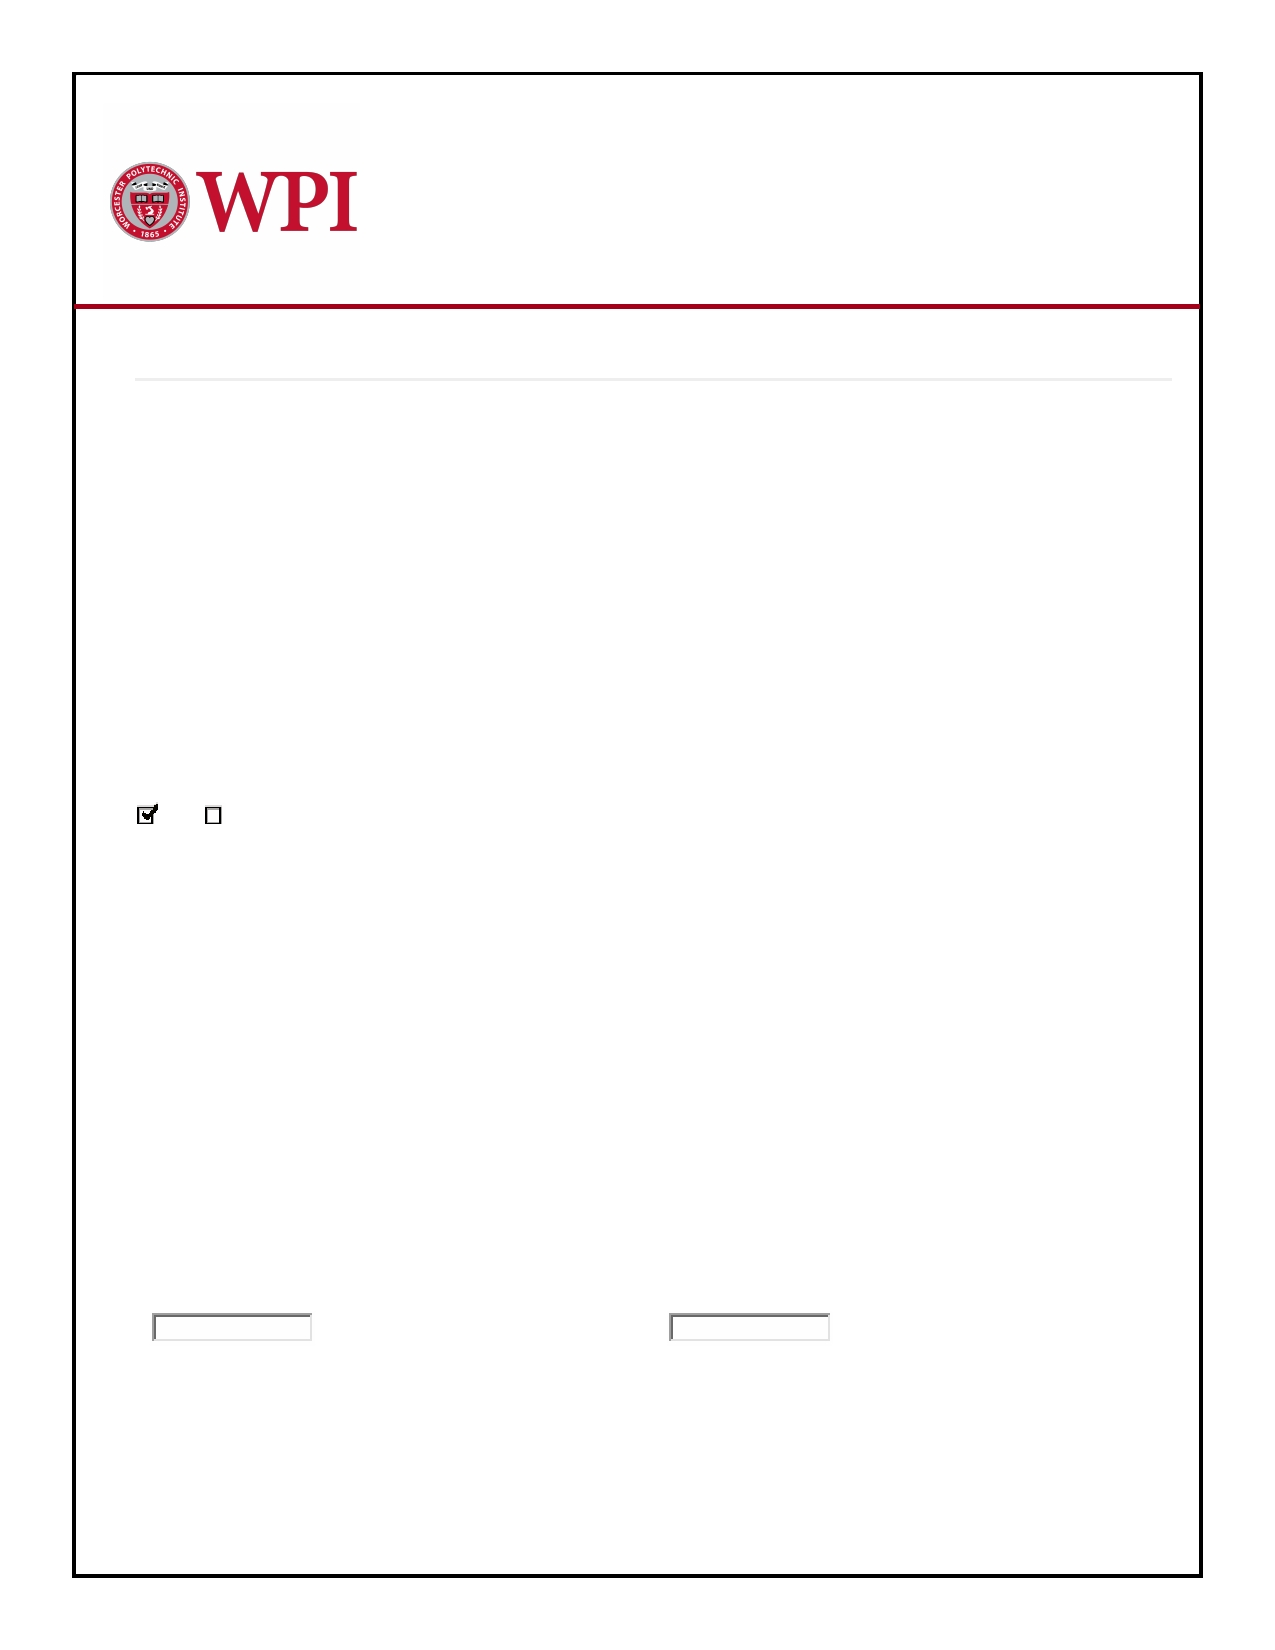 WORCESTER POLYTECHNIC INSTITUTE
WPI
• 1865 •